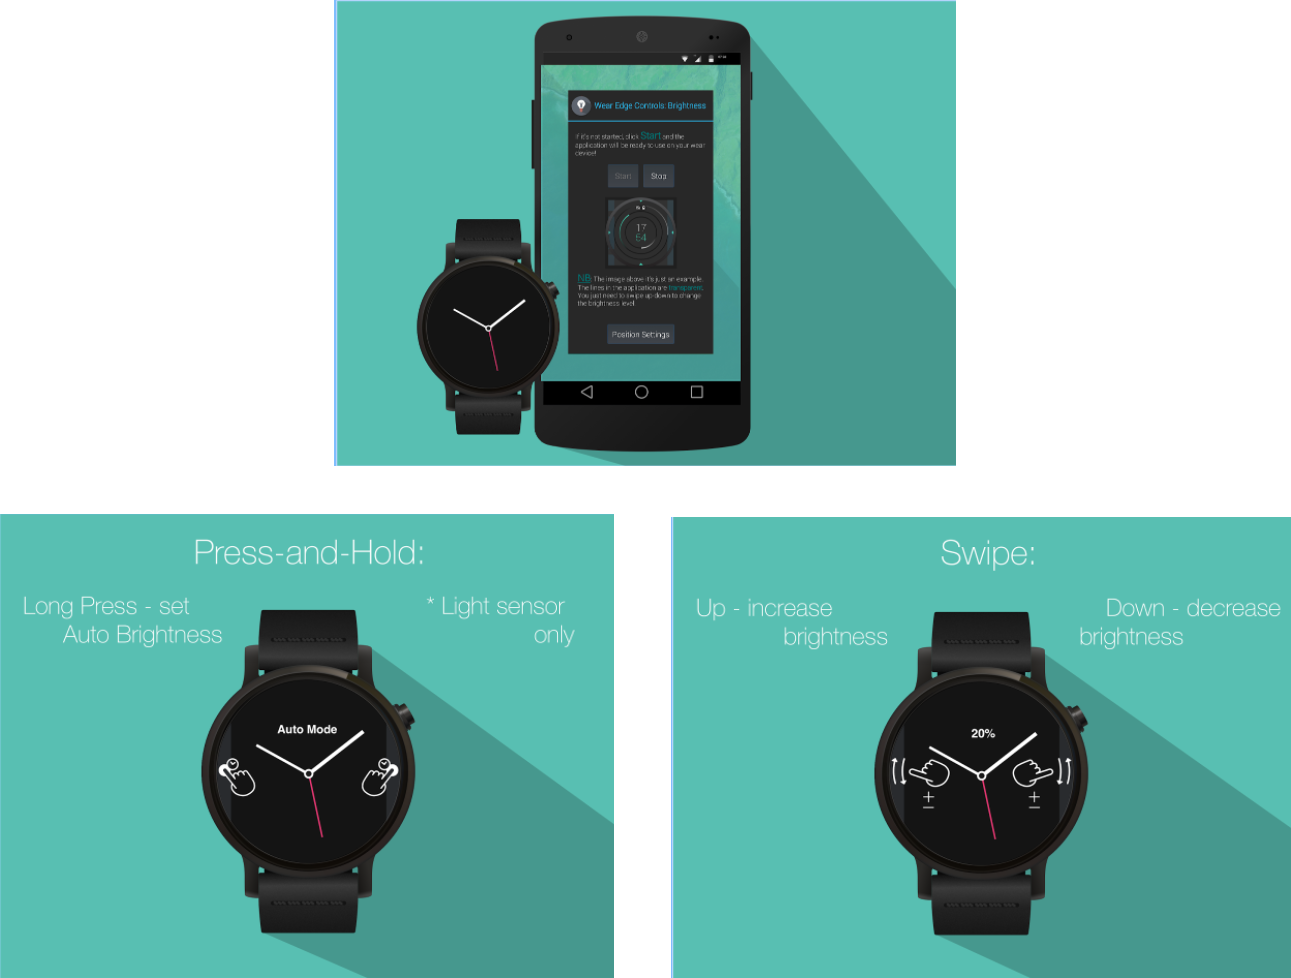 Wear Edge Controls: Brightness
If it's not started, click Start and the
application will be ready to use on your wear
device!
Start Stop
17
54
NB: The image above it's just an example.
The lines in the application are transparent.
You just need to swipe up/down to change
the brightness level.
Position Settings
Press-and-Hold:
Long Press - set
Auto Brightness
* Light sensor
only
Auto Mode
Swipe:
Up - increase
brightness
Down - decrease
brightness
20%